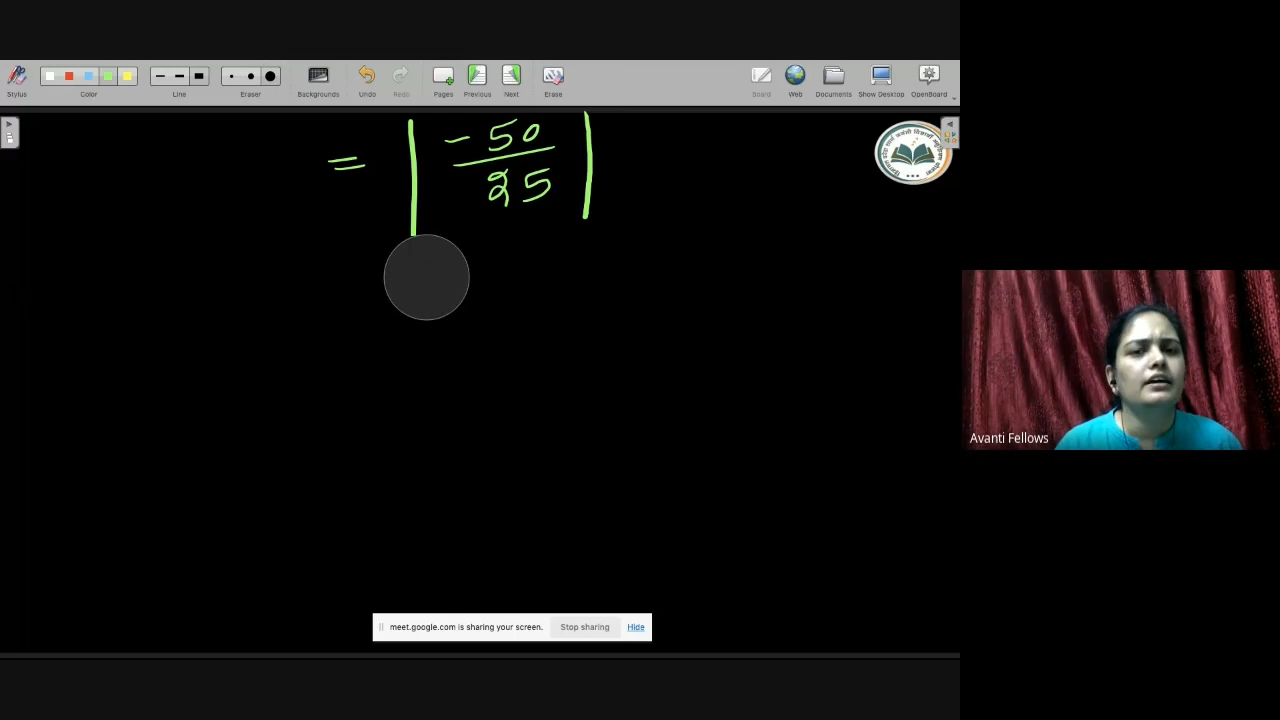 Stylus Color Line Eraser Backgrounds Undo Redo Pages Previous Next Erase Board Web Documents Show Desktop OpenBoard
= | -50
25 |
Avanti Fellows
meet.google.com is sharing your screen. Stop sharing Hide